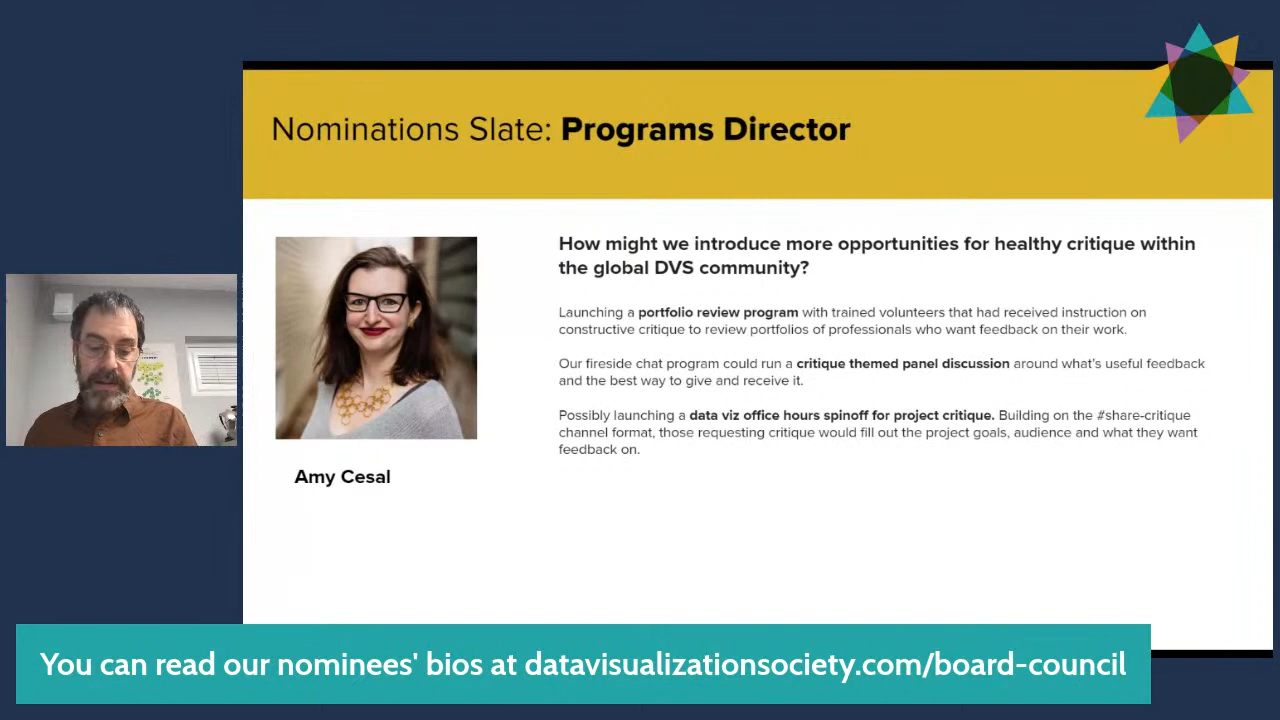 Nominations Slate: Programs Director
How might we introduce more opportunities for healthy critique within
the global DVS community?
Launching a portfolio review program with trained volunteers that had received instruction on
constructive critique to review portfolios of professionals who want feedback on their work.
Our fireside chat program could run a critique themed panel discussion around what's useful feedback
and the best way to give and receive it.
Possibly launching a data viz office hours spinoff for project critique. Building on the #share-critique
channel format, those requesting critique would fill out the project goals, audience and what they want
feedback on.
Amy Cesal
You can read our nominees' bios at datavisualizationsociety.com/board-council